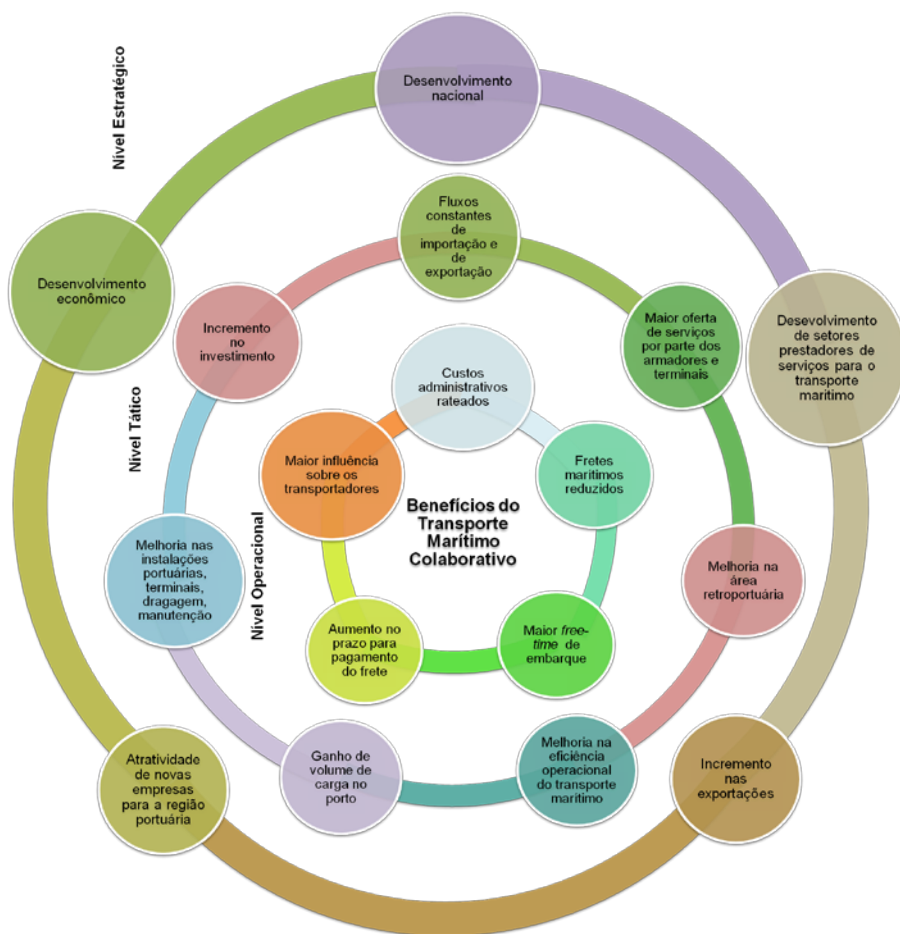 Nível Estratégico
Desenvolvimento
nacional
Desenvolvimento
econômico
Desevolvimento
de setores
prestadores de
serviços para o
transporte
marítimo
Atratividade
de novas
empresas
para a região
portuária
Incremento
nas
exportações
Nível Tático
Fluxos
constantes
de
importação e
de
exportação
Incremento
no
investimento
Maior oferta
de serviços
por parte dos
armadores e
terminais
Melhoria nas
instalações
portuárias,
terminais,
dragagem,
manutenção
Melhoria na
área
retroportuária
Ganho de
volume de
carga no
porto
Melhoria na
eficiência
operacional
do transporte
marítimo
Nível Operacional
Custos
administrativos
rateados
Maior influência
sobre os
transportadores
Fretes
marítimos
reduzidos
Aumento no
prazo para
pagamento
do frete
Maior free-
time de
embarque
Benefícios do
Transporte
Marítimo
Colaborativo